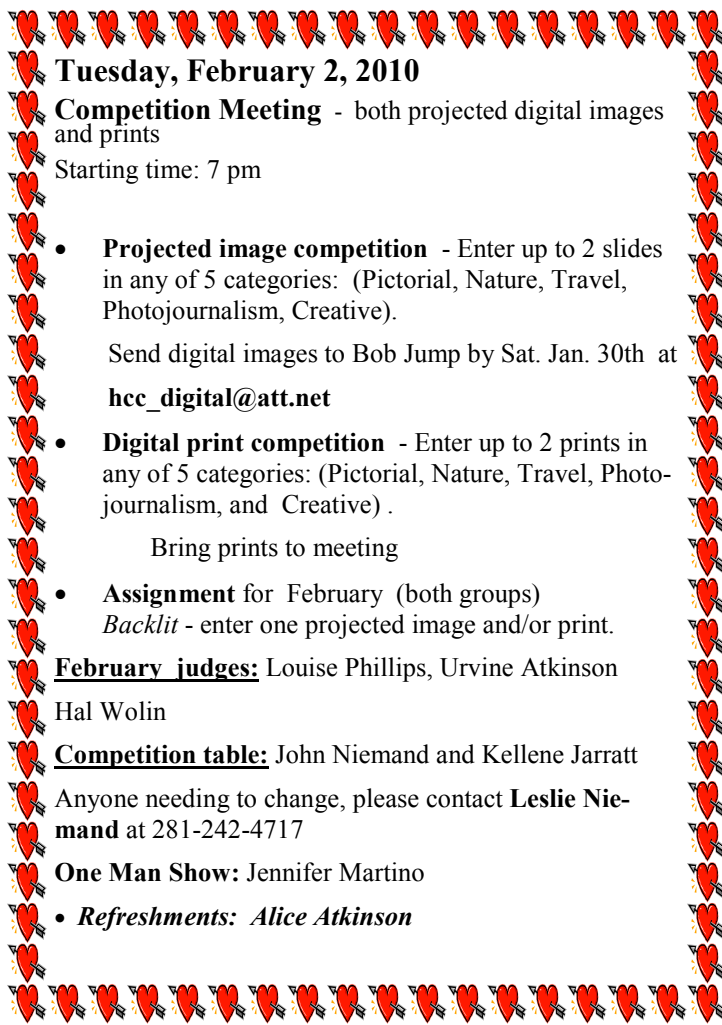 Tuesday, February 2, 2010
Competition Meeting - both projected digital images
and prints
Starting time: 7 pm
• Projected image competition - Enter up to 2 slides
in any of 5 categories: (Pictorial, Nature, Travel,
Photojournalism, Creative).
Send digital images to Bob Jump by Sat. Jan. 30th at
hcc_digital@att.net
• Digital print competition - Enter up to 2 prints in
any of 5 categories: (Pictorial, Nature, Travel, Photo-
journalism, and Creative) .
Bring prints to meeting
• Assignment for February (both groups)
Backlit - enter one projected image and/or print.
February judges: Louise Phillips, Urvine Atkinson
Hal Wolin
Competition table: John Niemand and Kellene Jarratt
Anyone needing to change, please contact Leslie Nie-
mand at 281-242-4717
One Man Show: Jennifer Martino
• Refreshments: Alice Atkinson